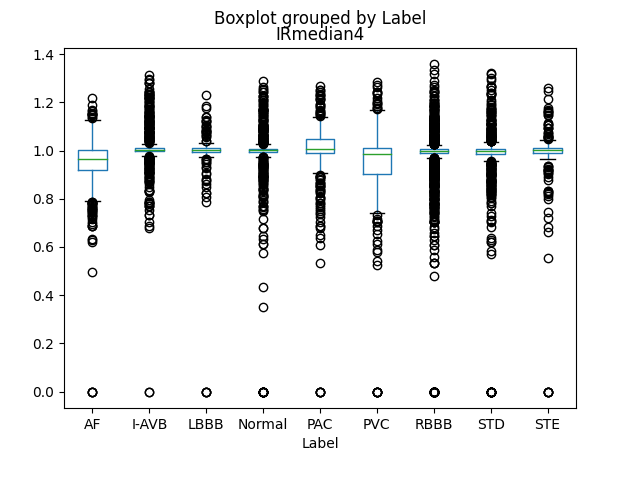 Boxplot grouped by Label
IRmedian4
1.4
1.2
1.0
0.8
0.6
0.4
0.2
0.0
AF I-AVB LBBB Normal PAC PVC RBBB STD STE
Label